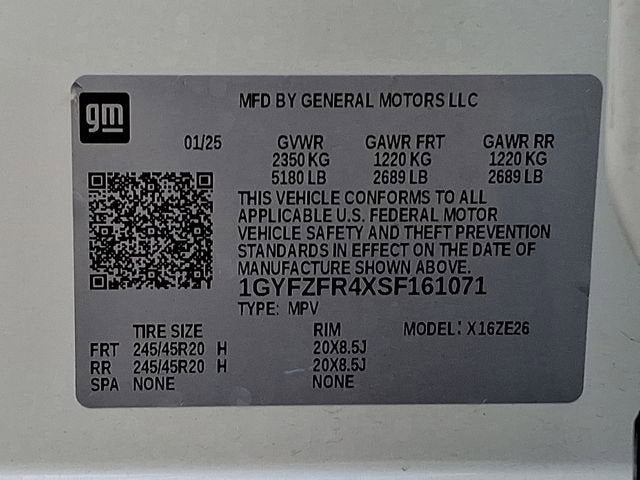 gm
MFD BY GENERAL MOTORS LLC
01/25 GVWR GAWR FRT GAWR RR
2350 KG 1220 KG 1220 KG
5180 LB 2689 LB 2689 LB
THIS VEHICLE CONFORMS TO ALL
APPLICABLE U.S. FEDERAL MOTOR
VEHICLE SAFETY AND THEFT PREVENTION
STANDARDS IN EFFECT ON THE DATE OF
MANUFACTURE SHOWN ABOVE.
1GYFZFR4XSF161071
TYPE: MPV
TIRE SIZE RIM MODEL: X16ZE26
FRT 245/45R20 H 20X8.5J
RR 245/45R20 H 20X8.5J
SPA NONE NONE